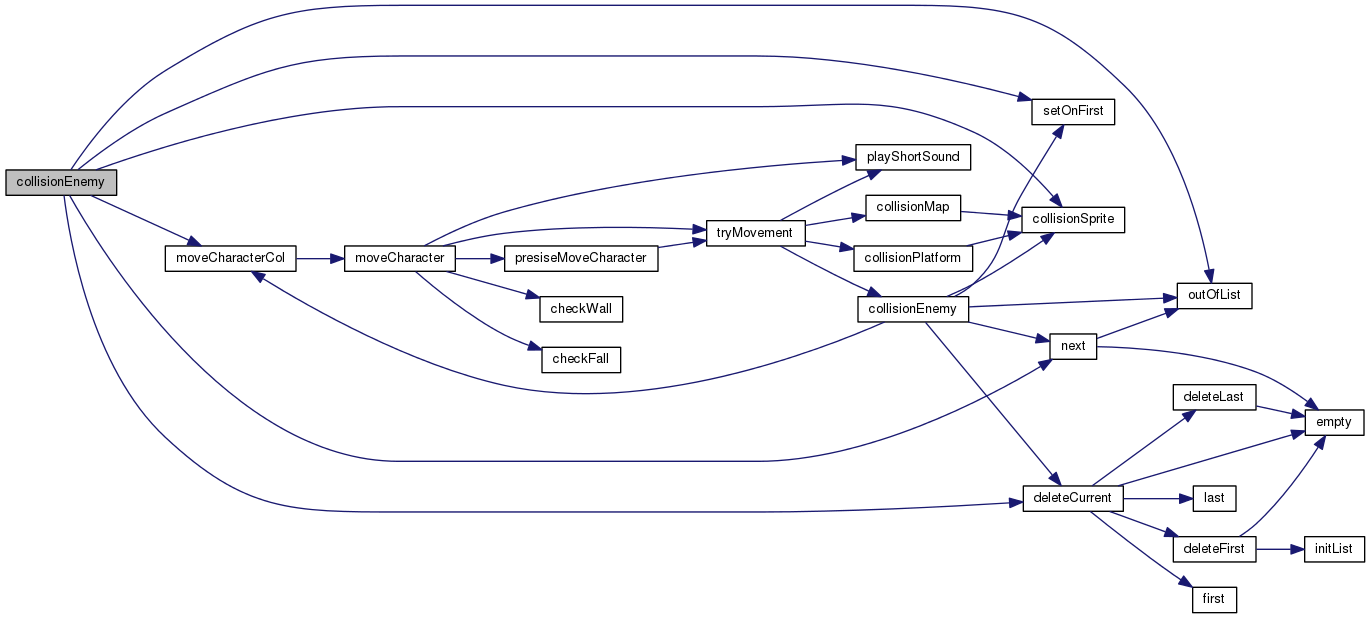 collisionEnemy
moveCharacterCol
moveCharacter
playShortSound
presiseMoveCharacter
checkWall
checkFall
tryMovement
collisionMap
collisionPlatform
collisionEnemy
setOnFirst
collisionSprite
outOfList
next
deleteLast
empty
deleteCurrent
last
deleteFirst
initList
first